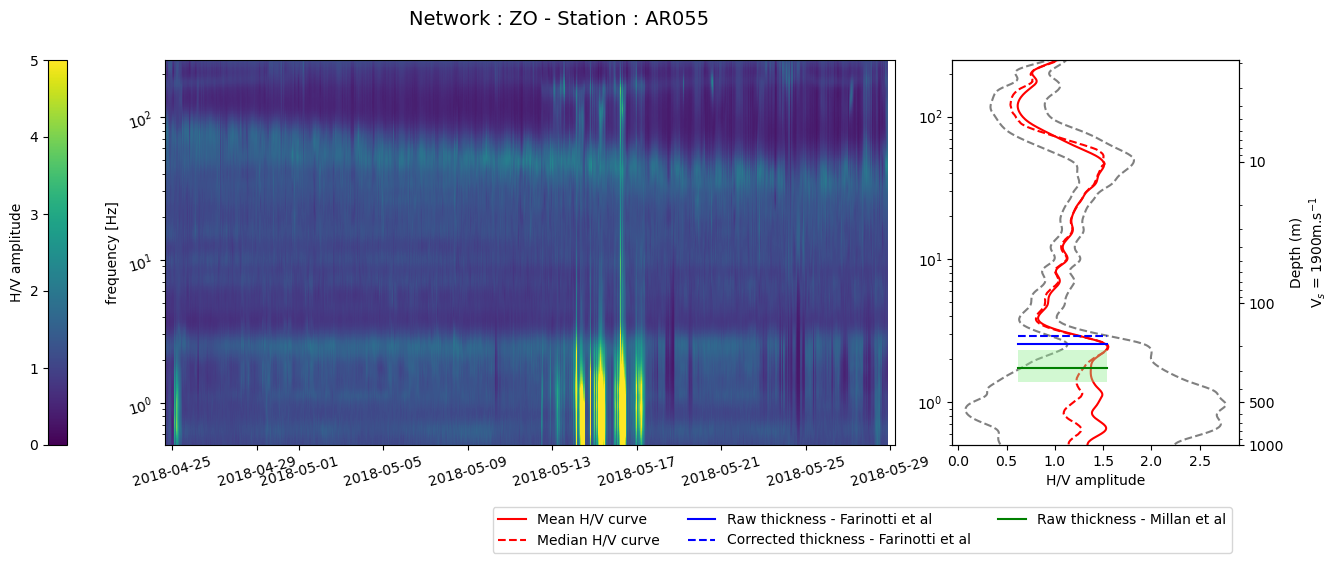 Network : ZO - Station : AR055
5
4
3
2
1
0
H/V amplitude
10²
10¹
10⁰
frequency [Hz]
2018-04-25
2018-04-29
2018-05-01
2018-05-05
2018-05-09
2018-05-13
2018-05-17
2018-05-21
2018-05-25
2018-05-29
10²
10¹
10⁰
0.0 0.5 1.0 1.5 2.0 2.5
H/V amplitude
10
100
500
1000
Depth (m)
Vₛ = 1900m.s⁻¹
Mean H/V curve
Median H/V curve
Raw thickness - Farinotti et al
Corrected thickness - Farinotti et al
Raw thickness - Millan et al